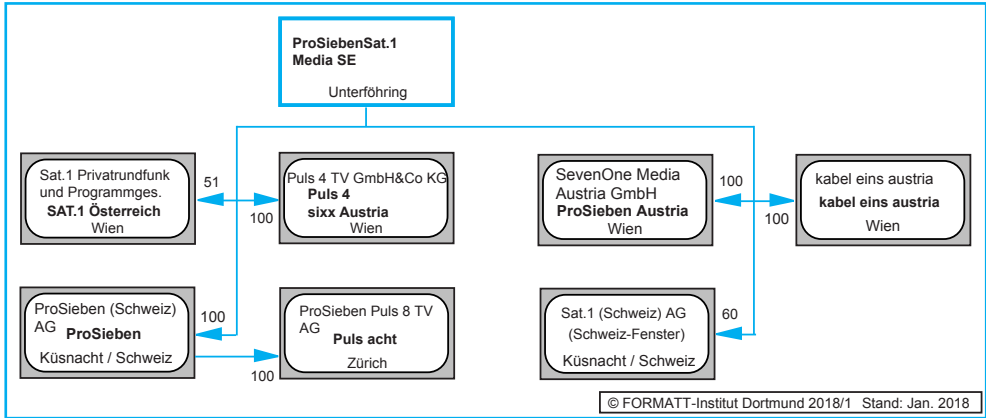 ProSiebenSat.1
Media SE
Unterföhring
Sat.1 Privatrundfunk
und Programmges.
SAT.1 Österreich
Wien
51
100
Puls 4 TV GmbH&Co KG
Puls 4
sixx Austria
Wien
SevenOne Media
Austria GmbH
ProSieben Austria
Wien
100
100
kabel eins austria
kabel eins austria
Wien
ProSieben (Schweiz)
AG
ProSieben
Küsnacht / Schweiz
100
100
ProSieben Puls 8 TV
AG
Puls acht
Zürich
Sat.1 (Schweiz) AG
(Schweiz-Fenster)
Küsnacht / Schweiz
60
© FORMATT-Institut Dortmund 2018/1 Stand: Jan. 2018